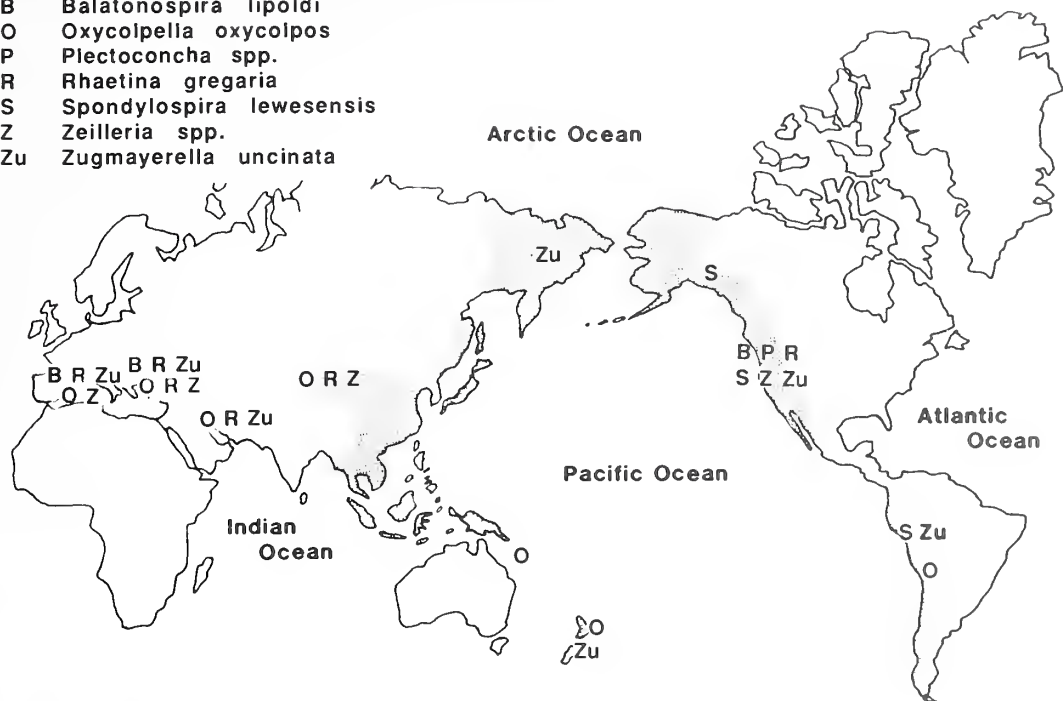 B Balatonospira lipoldi
O Oxycolpella oxycolpos
P Plectoconcha spp.
R Rhaetina gregaria
S Spondylospira lewesensis
Z Zeilleria spp.
Zu Zugmayerella uncinata
Arctic Ocean
Zu
S
B P R
S Z Zu
B R Zu
O Z
B R Zu
O R Z
O R Z
O R Zu
Atlantic
Ocean
Pacific Ocean
Indian
Ocean
O
S Zu
O
O
Zu